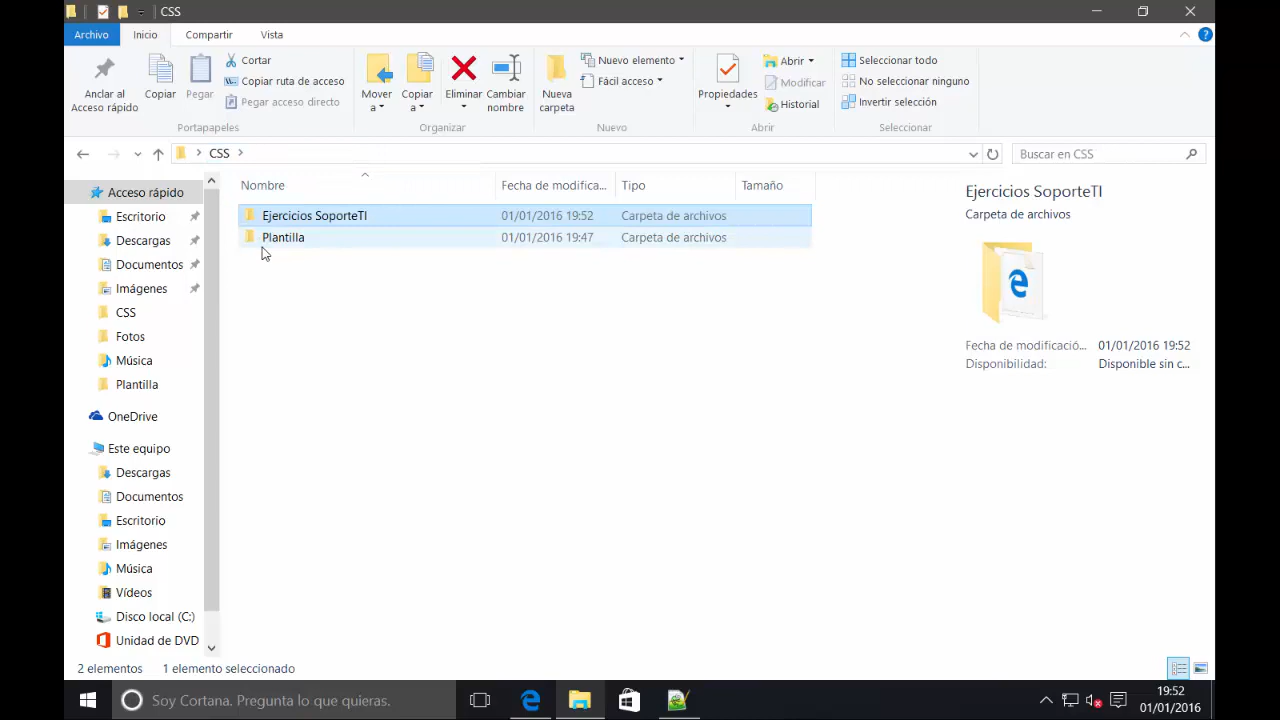 CSS
Archivo Inicio Compartir Vista
Anclar al Acceso rápido
Copiar
Pegar
Cortar
Copiar ruta de acceso
Pegar acceso directo
Portapapeles
Mover a
Copiar a
Eliminar
Cambiar nombre
Organizar
Nueva carpeta
Nuevo elemento
Fácil acceso
Nuevo
Propiedades
Abrir
Modificar
Historial
Abrir
Seleccionar todo
No seleccionar ninguno
Invertir selección
Seleccionar
CSS
Buscar en CSS
Acceso rápido
Escritorio
Descargas
Documentos
Imágenes
CSS
Fotos
Música
Plantilla
OneDrive
Este equipo
Descargas
Documentos
Escritorio
Imágenes
Música
Vídeos
Disco local (C:)
Unidad de DVD
Nombre Fecha de modifica... Tipo Tamaño
Ejercicios SoporteTI 01/01/2016 19:52 Carpeta de archivos
Plantilla 01/01/2016 19:47 Carpeta de archivos
Ejercicios SoporteTI
Carpeta de archivos
Fecha de modificació... 01/01/2016 19:52
Disponibilidad: Disponible sin c...
2 elementos 1 elemento seleccionado
Soy Cortana. Pregunta lo que quieras.
19:52
01/01/2016